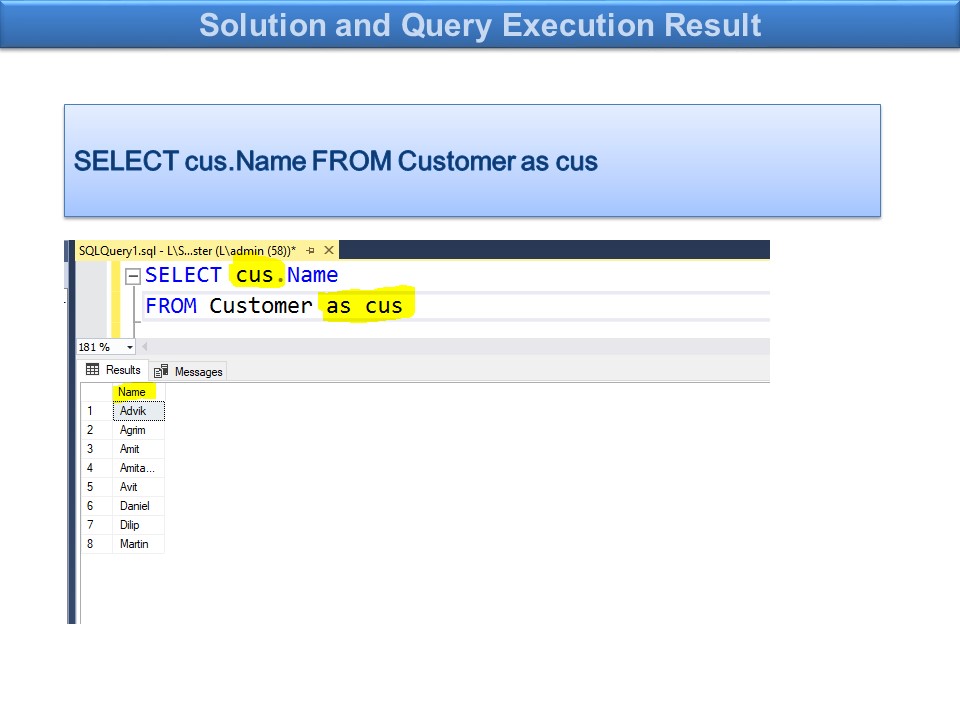 Solution and Query Execution Result
SELECT cus.Name FROM Customer as cus
SQLQuery1.sql - L\S...ster (L\admin (58))*
SELECT cus.Name
FROM Customer as cus
181 %
Results Messages
Name
1 Advik
2 Agrim
3 Amit
4 Amita...
5 Avit
6 Daniel
7 Dilip
8 Martin